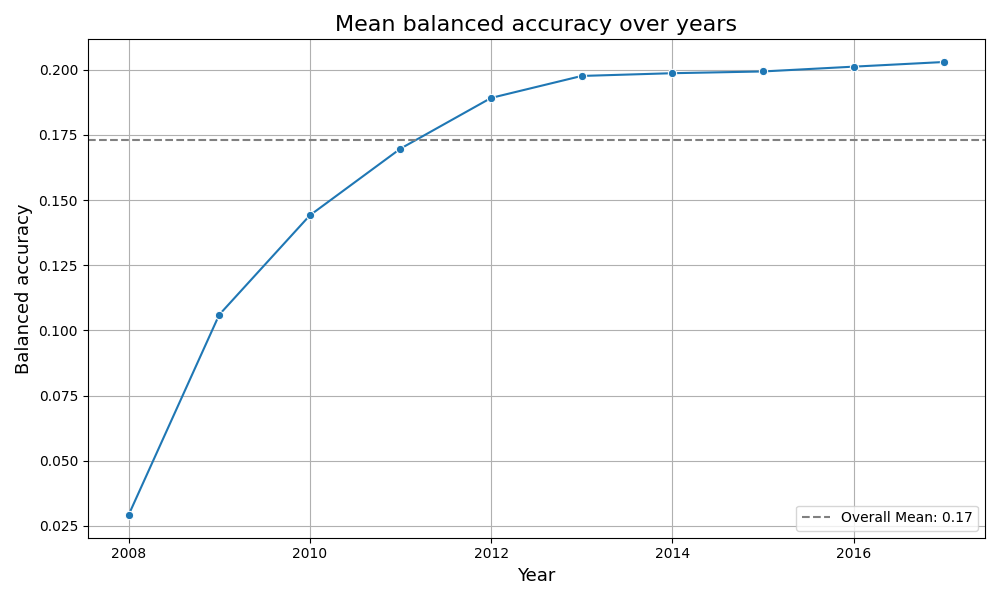 Mean balanced accuracy over years
Balanced accuracy
0.200
0.175
0.150
0.125
0.100
0.075
0.050
0.025
Overall Mean: 0.17
2008 2010 2012 2014 2016
Year